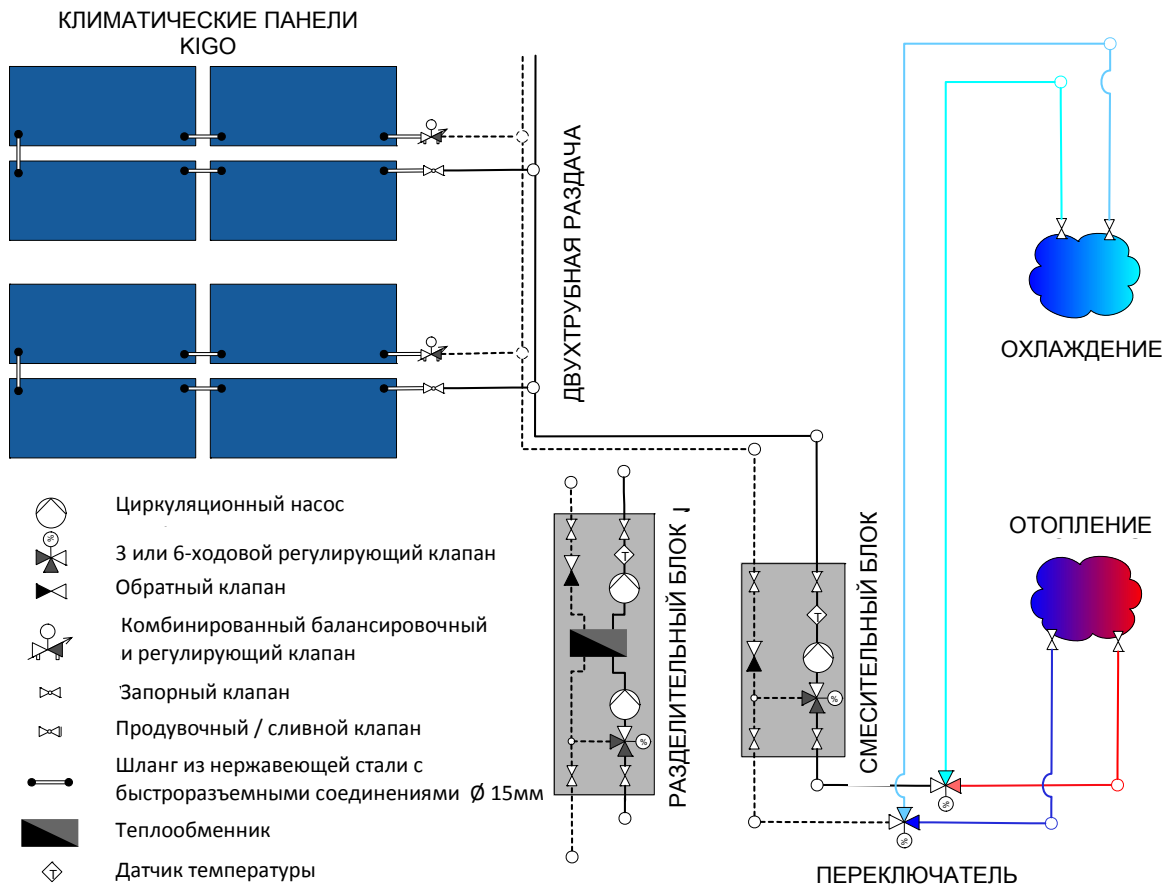 КЛИМАТИЧЕСКИЕ ПАНЕЛИ
KIGO
ДВУХТРУБНАЯ РАЗДАЧА
ОХЛАЖДЕНИЕ
ОТОПЛЕНИЕ
Циркуляционный насос
%
3 или 6-ходовой регулирующий клапан
Обратный клапан
Комбинированный балансировочный
и регулирующий клапан
Запорный клапан
Продувочный / сливной клапан
Шланг из нержавеющей стали с
быстроразъемными соединениями Ø 15мм
Теплообменник
T
Датчик температуры
T
%
РАЗДЕЛИТЕЛЬНЫЙ БЛОК
T
%
СМЕСИТЕЛЬНЫЙ БЛОК
%
%
ПЕРЕКЛЮЧАТЕЛЬ